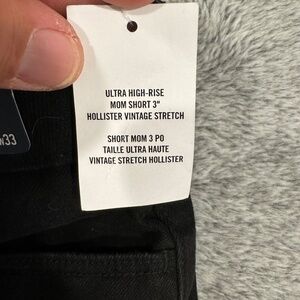 ULTRA HIGH-RISE
MOM SHORT 3"
HOLLISTER VINTAGE STRETCH
SHORT MOM 3 PO
TAILLE ULTRA HAUTE
VINTAGE STRETCH HOLLISTER
33